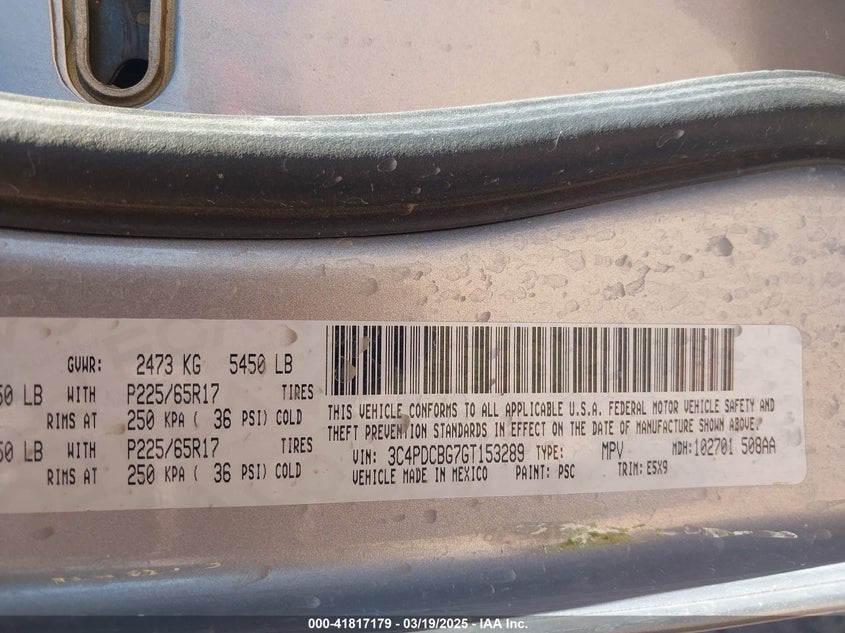 GVWR: 2473 KG 5450 LB
50 LB WITH P225/65R17 TIRES
RIMS AT 250 KPA ( 36 PSI) COLD
50 LB WITH P225/65R17 TIRES
RIMS AT 250 KPA ( 36 PSI) COLD
THIS VEHICLE CONFORMS TO ALL APPLICABLE U.S.A. FEDERAL MOTOR VEHICLE SAFETY AND
THEFT PREVENTION STANDARDS IN EFFECT ON THE DATE OF MANUFACTURE SHOWN ABOVE.
VIN: 3C4PDCBG7GT153289 TYPE: MPV MDH:102701 508AA
VEHICLE MADE IN MEXICO PAINT: PSC TRIM: E5X9
000-41817179 — 03/19/2025 — IAA Inc.